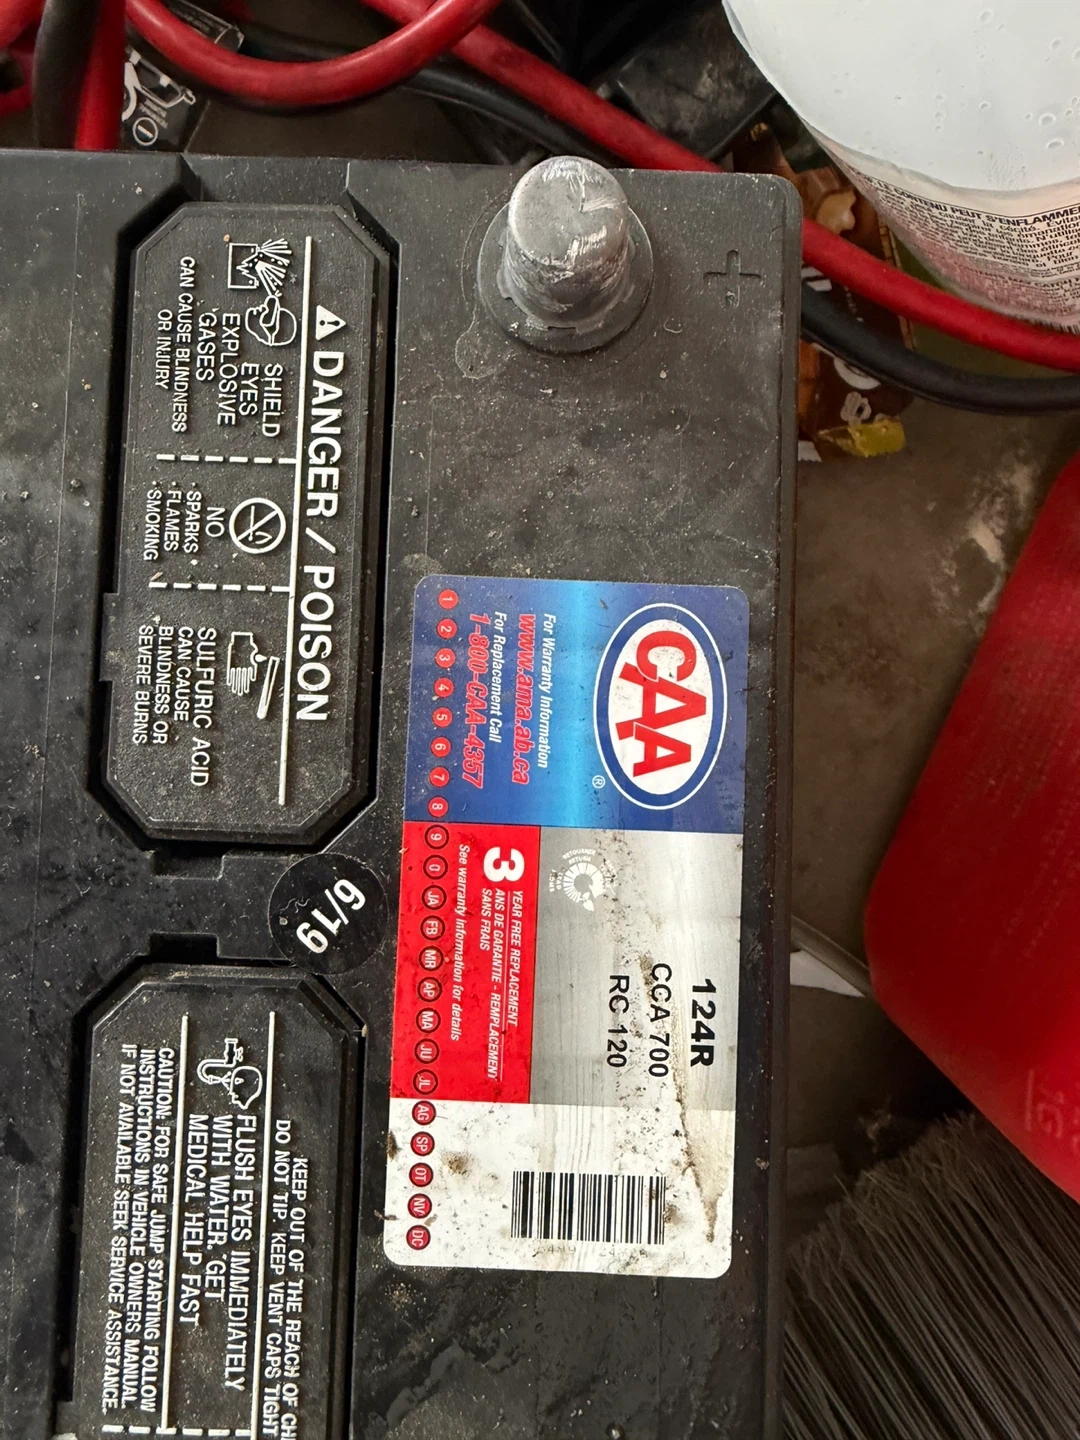 ⚠ DANGER / POISON
SHIELD
EYES
EXPLOSIVE
GASES
CAN CAUSE BLINDNESS
OR INJURY
NO
SPARKS
FLAMES
SMOKING
SULFURIC ACID
CAN CAUSE
BLINDNESS OR
SEVERE BURNS
6/19
KEEP OUT OF THE REACH OF
DO NOT TIP. KEEP VENT CAPS TIGHT
FLUSH EYES IMMEDIATELY
WITH WATER. GET
MEDICAL HELP FAST
CAUTION: FOR SAFE JUMP STARTING FOLLOW
INSTRUCTIONS IN VEHICLE OWNERS MANUAL.
IF NOT AVAILABLE SEEK SERVICE ASSISTANCE.
+
CAA®
For Warranty Information
www.ama.ab.ca
For Replacement Call
1-800-CAA-4357
124R
CCA 700
RC 120
3 YEAR FREE REPLACEMENT
ANS DE GARANTIE - REMPLACEMENT
SANS FRAIS
See warranty information for details
1 2 3 4 5 6 7 8 9 0 JA FB MR AP MA JU JL AG SP OT NV DC
LE CONTENU PEUT S'ENFLAMMER